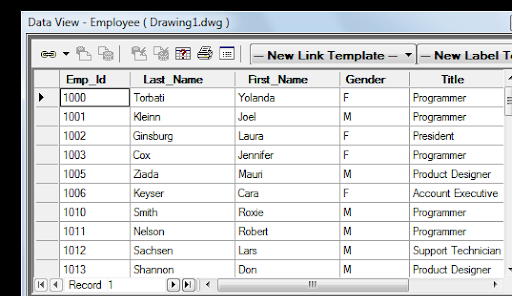 Data View - Employee ( Drawing1.dwg )
— New Link Template — — New Label T
Emp_Id Last_Name First_Name Gender Title
1000 Torbati Yolanda F Programmer
1001 Kleinn Joel M Programmer
1002 Ginsburg Laura F President
1003 Cox Jennifer F Programmer
1005 Ziada Mauri M Product Designer
1006 Keyser Cara F Account Executive
1010 Smith Roxie M Programmer
1011 Nelson Robert M Programmer
1012 Sachsen Lars M Support Technician
1013 Shannon Don M Product Designer
Record 1